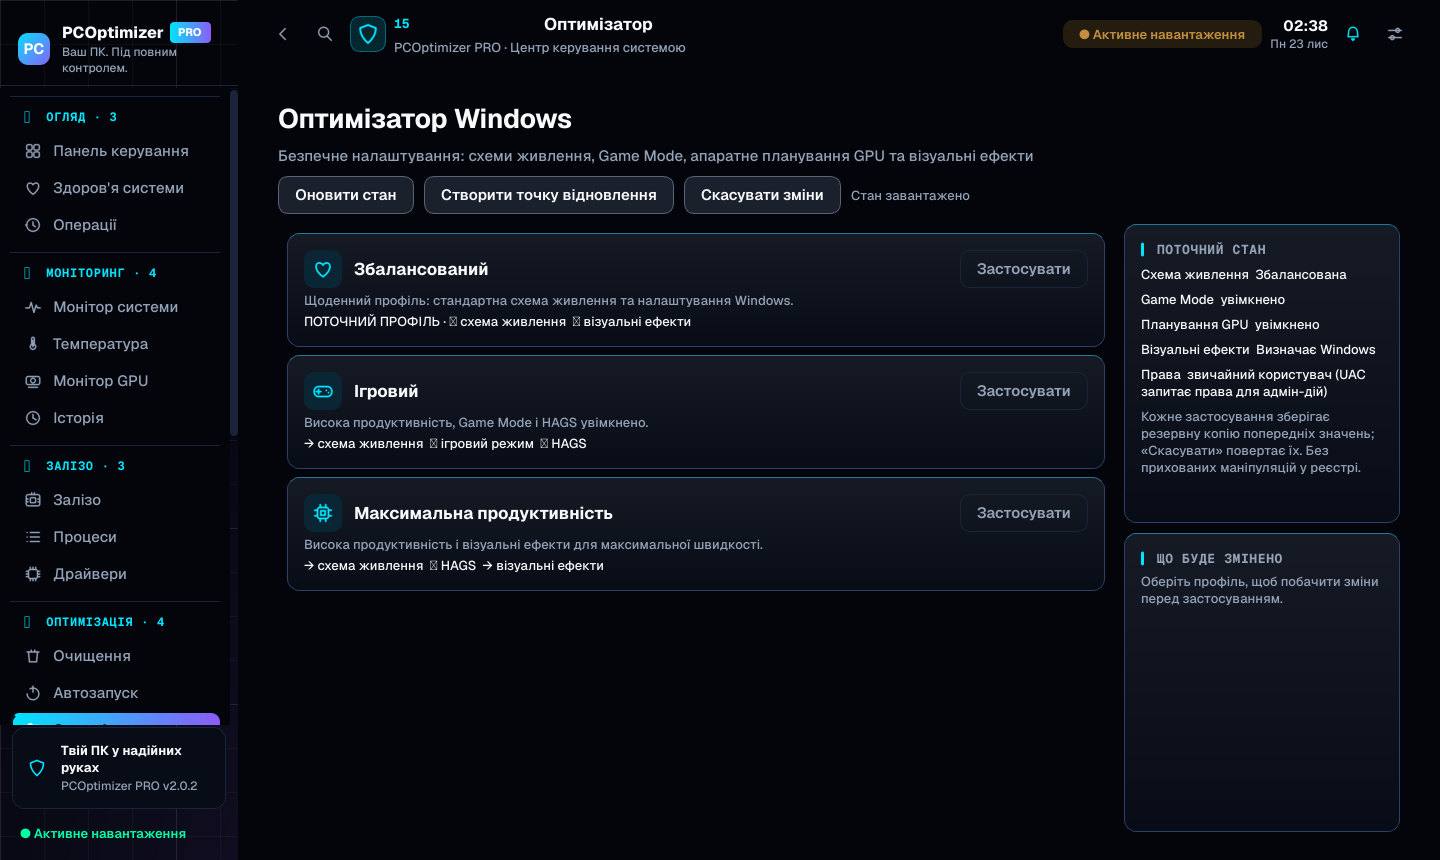 PC
PCOptimizer PRO
Ваш ПК. Під повним
контролем.
ОГЛЯД · 3
Панель керування
Здоров'я системи
Операції
МОНІТОРИНГ · 4
Монітор системи
Температура
Монітор GPU
Історія
ЗАЛІЗО · 3
Залізо
Процеси
Драйвери
ОПТИМІЗАЦІЯ · 4
Очищення
Автозапуск
Твій ПК у надійних
руках
PCOptimizer PRO v2.0.2
Активне навантаження
15
Оптимізатор
PCOptimizer PRO · Центр керування системою
Активне навантаження
02:38
Пн 23 лис
Оптимізатор Windows
Безпечне налаштування: схеми живлення, Game Mode, апаратне планування GPU та візуальні ефекти
Оновити стан
Створити точку відновлення
Скасувати зміни
Стан завантажено
Збалансований
Застосувати
Щоденний профіль: стандартна схема живлення та налаштування Windows.
ПОТОЧНИЙ ПРОФІЛЬ · схема живлення візуальні ефекти
Ігровий
Застосувати
Висока продуктивність, Game Mode і HAGS увімкнено.
→ схема живлення ігровий режим HAGS
Максимальна продуктивність
Застосувати
Висока продуктивність і візуальні ефекти для максимальної швидкості.
→ схема живлення HAGS → візуальні ефекти
ПОТОЧНИЙ СТАН
Схема живлення Збалансована
Game Mode увімкнено
Планування GPU увімкнено
Візуальні ефекти Визначає Windows
Права звичайний користувач (UAC
запитає права для адмін-дій)
Кожне застосування зберігає
резервну копію попередніх значень;
«Скасувати» повертає їх. Без
прихованих маніпуляцій у реєстрі.
ЩО БУДЕ ЗМІНЕНО
Оберіть профіль, щоб побачити зміни
перед застосуванням.